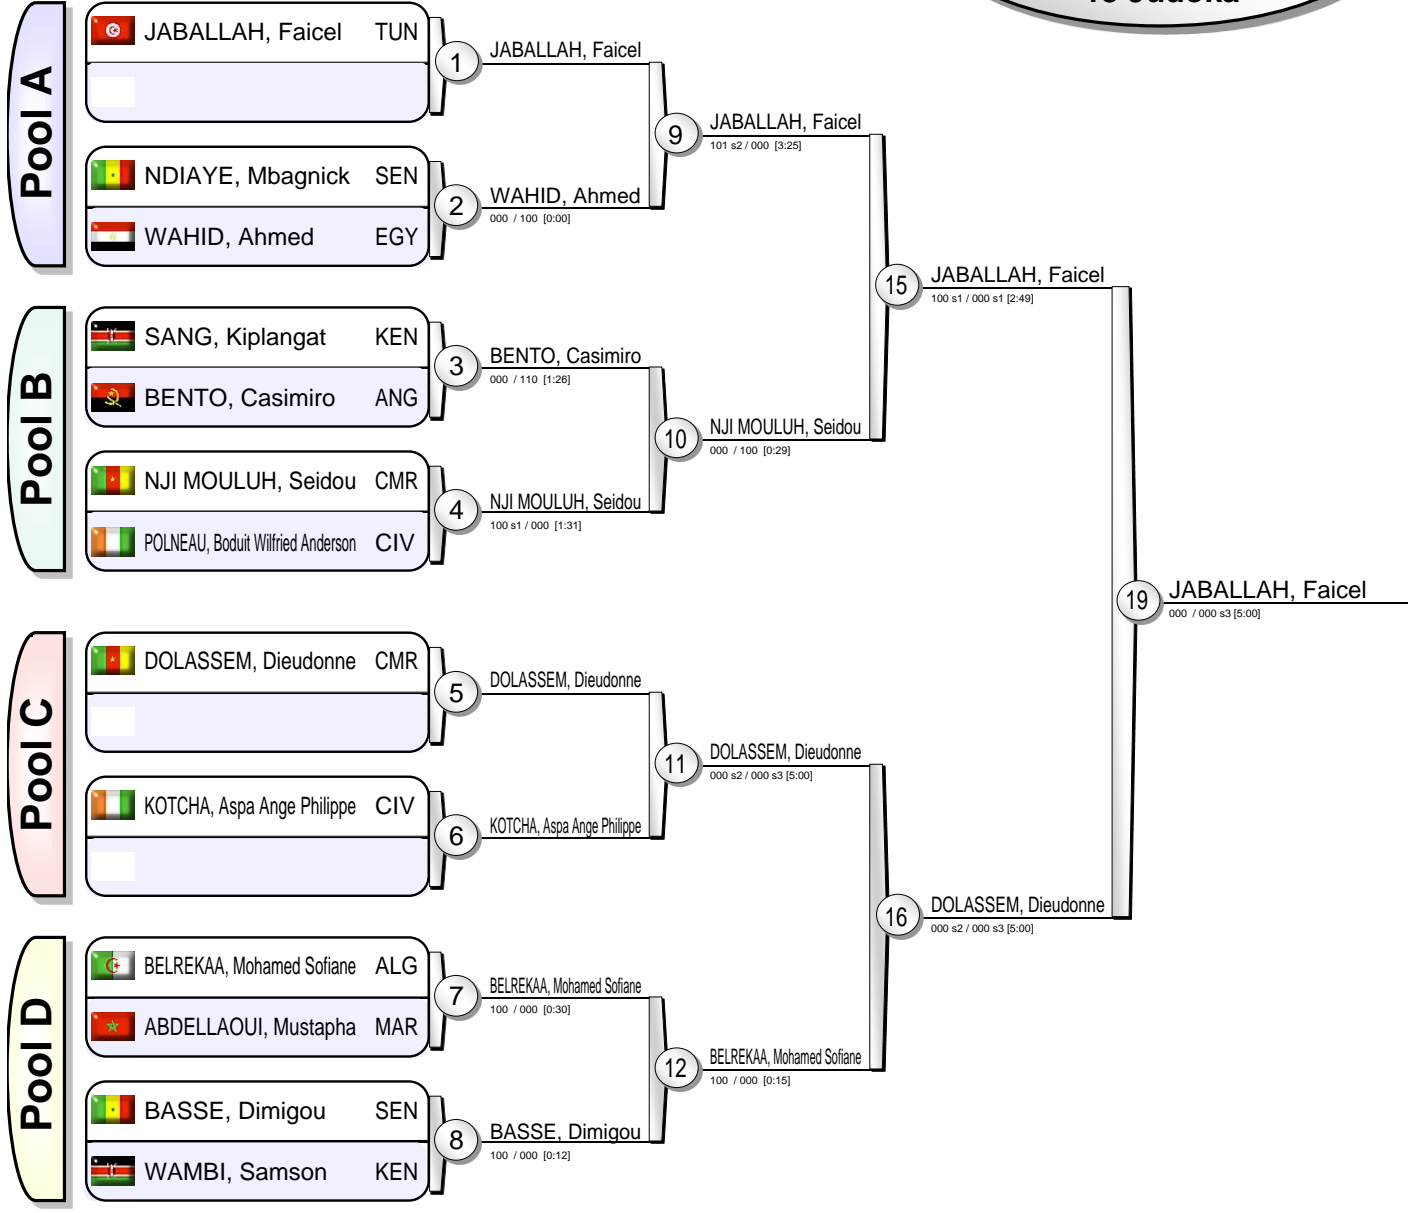 Pool A
JABALLAH, Faicel TUN
NDIAYE, Mbagnick SEN
WAHID, Ahmed EGY
Pool B
SANG, Kiplangat KEN
BENTO, Casimiro ANG
NJI MOULUH, Seidou CMR
POLNEAU, Boduit Wilfried Anderson CIV
Pool C
DOLASSEM, Dieudonne CMR
KOTCHA, Aspa Ange Philippe CIV
Pool D
BELREKAA, Mohamed Sofiane ALG
ABDELLAOUI, Mustapha MAR
BASSE, Dimigou SEN
WAMBI, Samson KEN
1
JABALLAH, Faicel
2
WAHID, Ahmed
000 / 100 [0:00]
3
BENTO, Casimiro
000 / 110 [1:26]
4
NJI MOULUH, Seidou
100 s1 / 000 [1:31]
5
DOLASSEM, Dieudonne
6
KOTCHA, Aspa Ange Philippe
7
BELREKAA, Mohamed Sofiane
100 / 000 [0:30]
8
BASSE, Dimigou
100 / 000 [0:12]
9
JABALLAH, Faicel
101 s2 / 000 [3:25]
10
NJI MOULUH, Seidou
000 / 100 [0:29]
11
DOLASSEM, Dieudonne
000 s2 / 000 s3 [5:00]
12
BELREKAA, Mohamed Sofiane
100 / 000 [0:15]
15
JABALLAH, Faicel
100 s1 / 000 s1 [2:49]
16
DOLASSEM, Dieudonne
000 s2 / 000 s3 [5:00]
19
JABALLAH, Faicel
000 / 000 s3 [5:00]